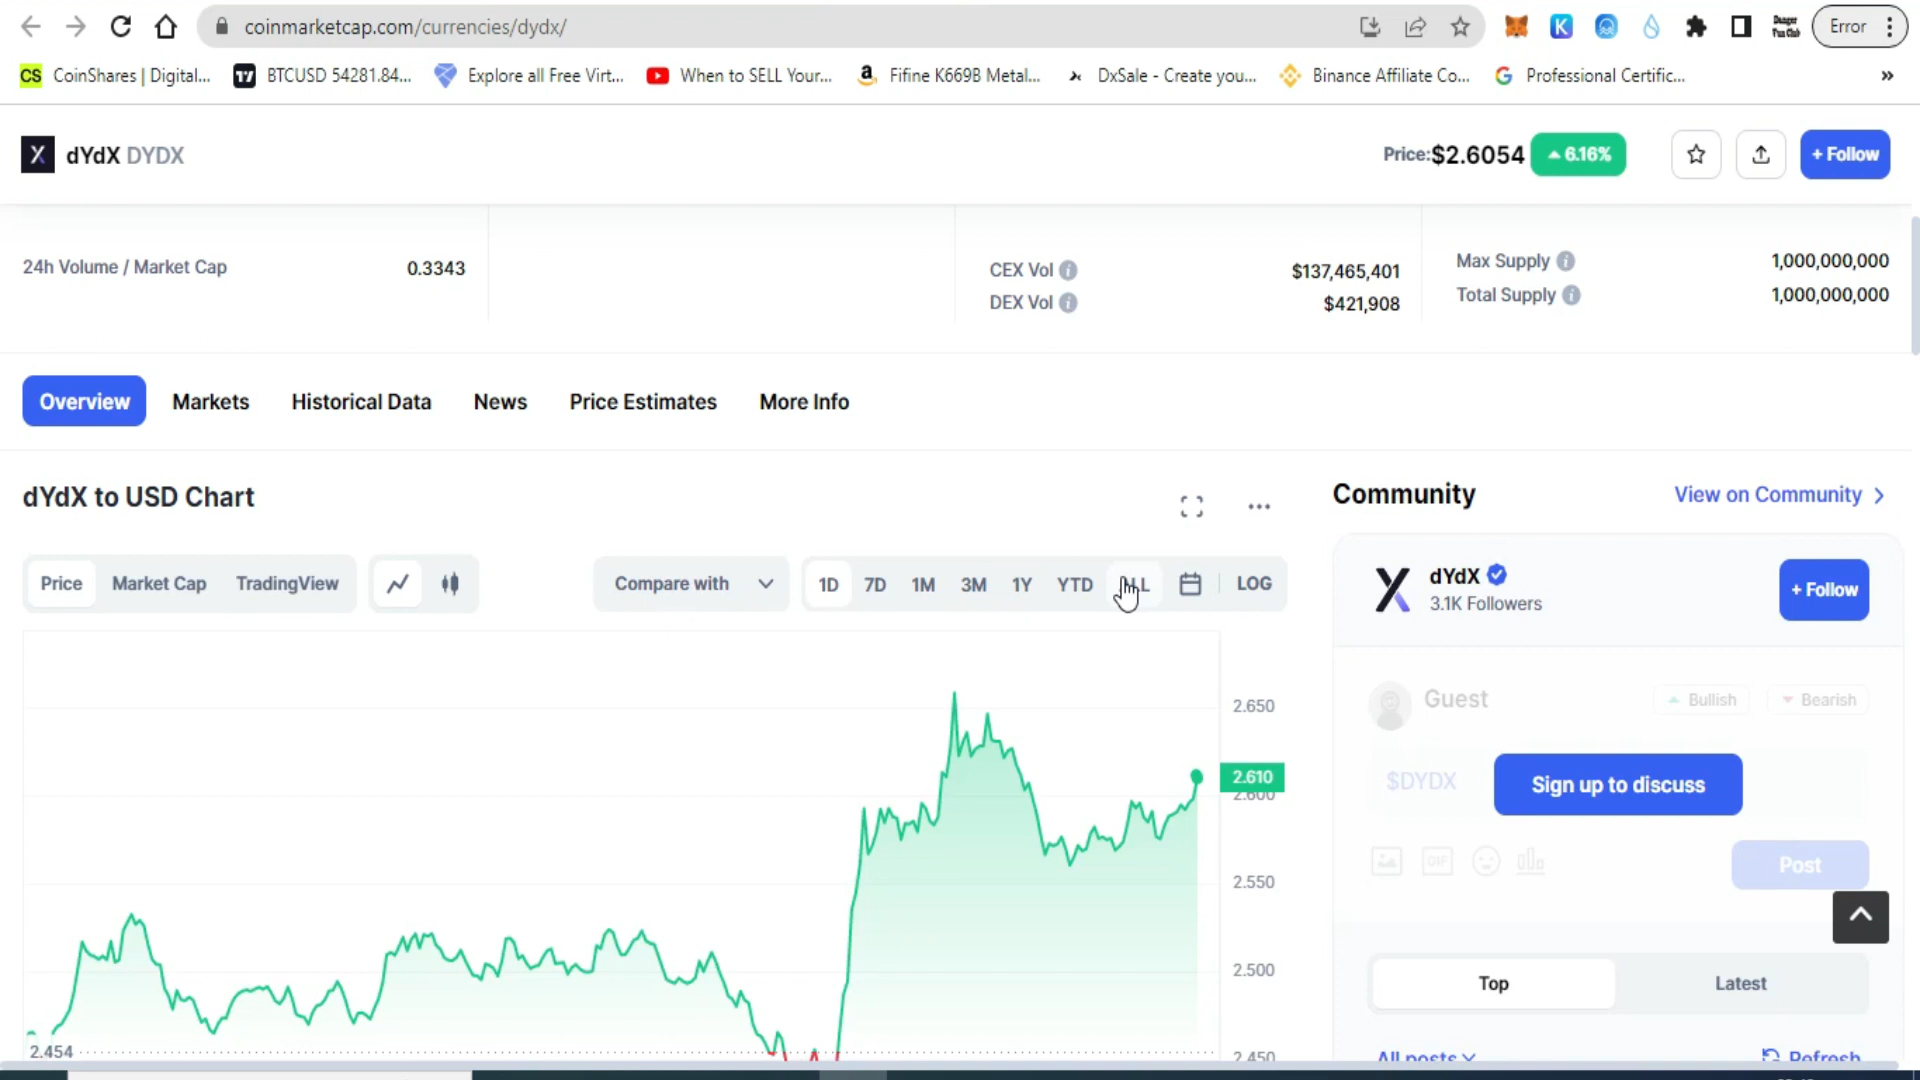 coinmarketcap.com/currencies/dydx/
Error
CoinShares | Digital...
BTCUSD 54281.84...
Explore all Free Virt...
When to SELL Your...
Fifine K669B Metal...
DxSale - Create you...
Binance Affiliate Co...
Professional Certific...
»
dYdX DYDX
Price:$2.6054
6.16%
+ Follow
24h Volume / Market Cap
0.3343
CEX Vol
$137,465,401
DEX Vol
$421,908
Max Supply
1,000,000,000
Total Supply
1,000,000,000
Overview
Markets
Historical Data
News
Price Estimates
More Info
dYdX to USD Chart
Price
Market Cap
TradingView
Compare with
1D
7D
1M
3M
1Y
YTD
LOG
2.650
2.610
2.600
2.550
2.500
2.450
2.454
Community
View on Community
dYdX
3.1K Followers
+ Follow
Guest
Bullish
Bearish
$DYDX
Sign up to discuss
GIF
Post
Top
Latest
All posts
Refresh